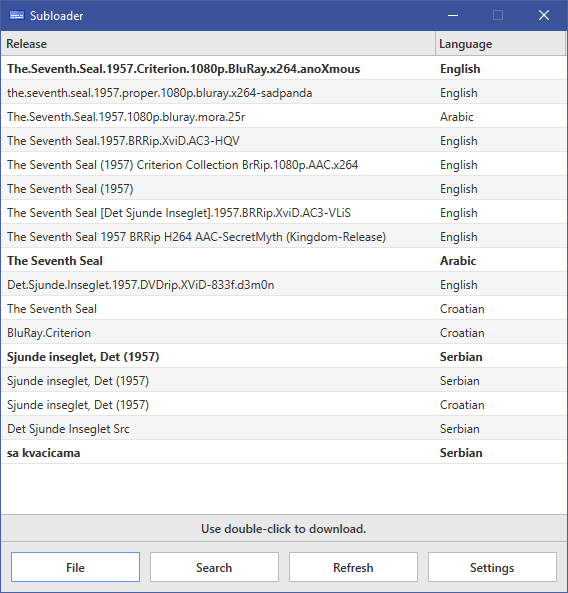 Subloader
Release Language
The.Seventh.Seal.1957.Criterion.1080p.BluRay.x264.anoXmous English
the.seventh.seal.1957.proper.1080p.bluray.x264-sadpanda English
The.Seventh.Seal.1957.1080p.bluray.mora.25r Arabic
The Seventh Seal.1957.BRRip.XviD.AC3-HQV English
The Seventh Seal (1957) Criterion Collection BrRip.1080p.AAC.x264 English
The Seventh Seal (1957) English
The Seventh Seal [Det Sjunde Inseglet].1957.BRRip.XviD.AC3-VLiS English
The Seventh Seal 1957 BRRip H264 AAC-SecretMyth (Kingdom-Release) English
The Seventh Seal Arabic
Det.Sjunde.Inseglet.1957.DVDrip.XViD-833f.d3m0n English
The Seventh Seal Croatian
BluRay.Criterion Croatian
Sjunde inseglet, Det (1957) Serbian
Sjunde inseglet, Det (1957) Serbian
Sjunde inseglet, Det (1957) Croatian
Det Sjunde Inseglet Src Serbian
sa kvacicama Serbian
Use double-click to download.
File Search Refresh Settings